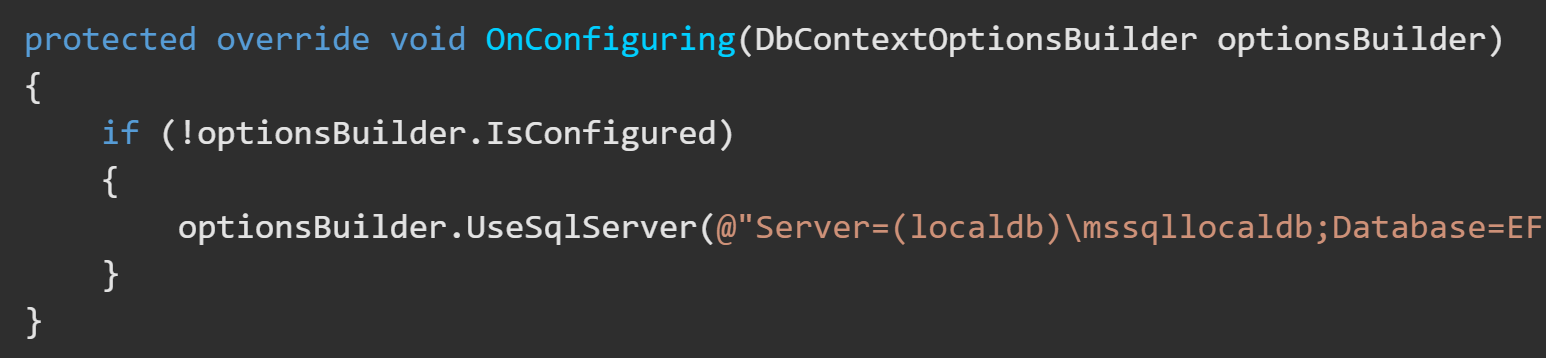 protected override void OnConfiguring(DbContextOptionsBuilder optionsBuilder)
{
    if (!optionsBuilder.IsConfigured)
    {
        optionsBuilder.UseSqlServer(@"Server=(localdb)\mssqllocaldb;Database=EF
    }
}